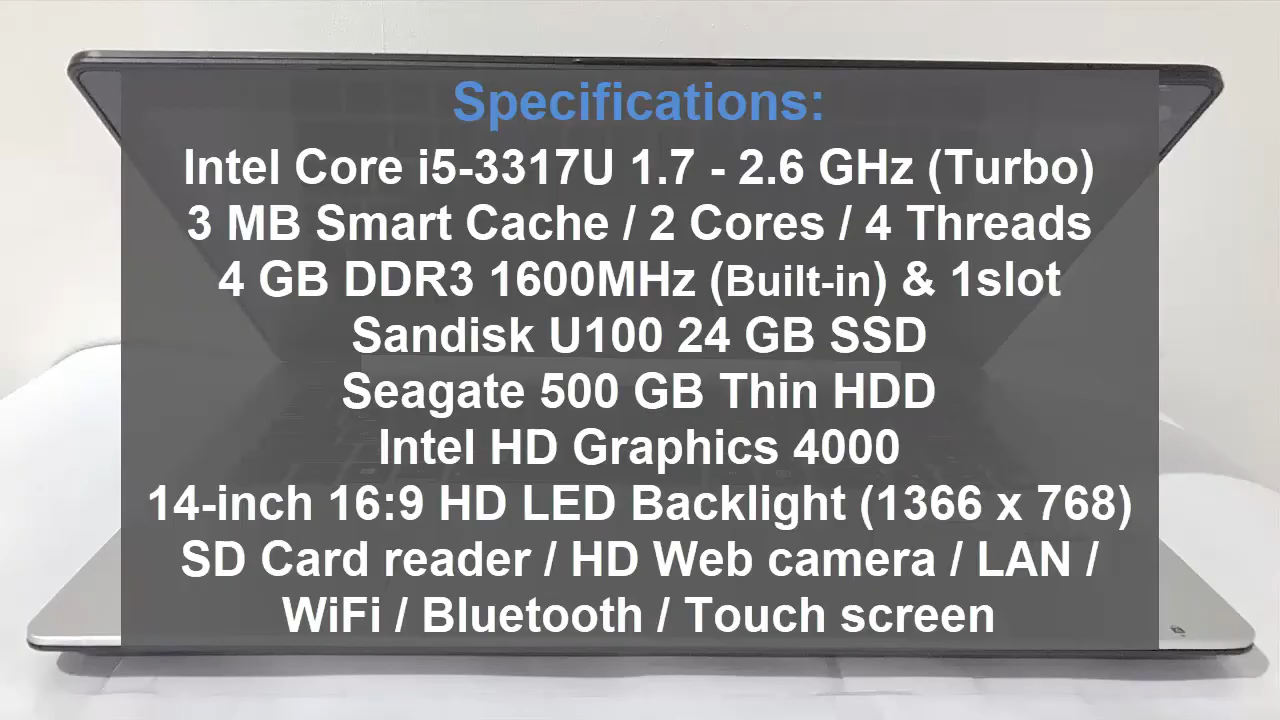 Specifications:
Intel Core i5-3317U 1.7 - 2.6 GHz (Turbo)
3 MB Smart Cache / 2 Cores / 4 Threads
4 GB DDR3 1600MHz (Built-in) & 1slot
Sandisk U100 24 GB SSD
Seagate 500 GB Thin HDD
Intel HD Graphics 4000
14-inch 16:9 HD LED Backlight (1366 x 768)
SD Card reader / HD Web camera / LAN /
WiFi / Bluetooth / Touch screen